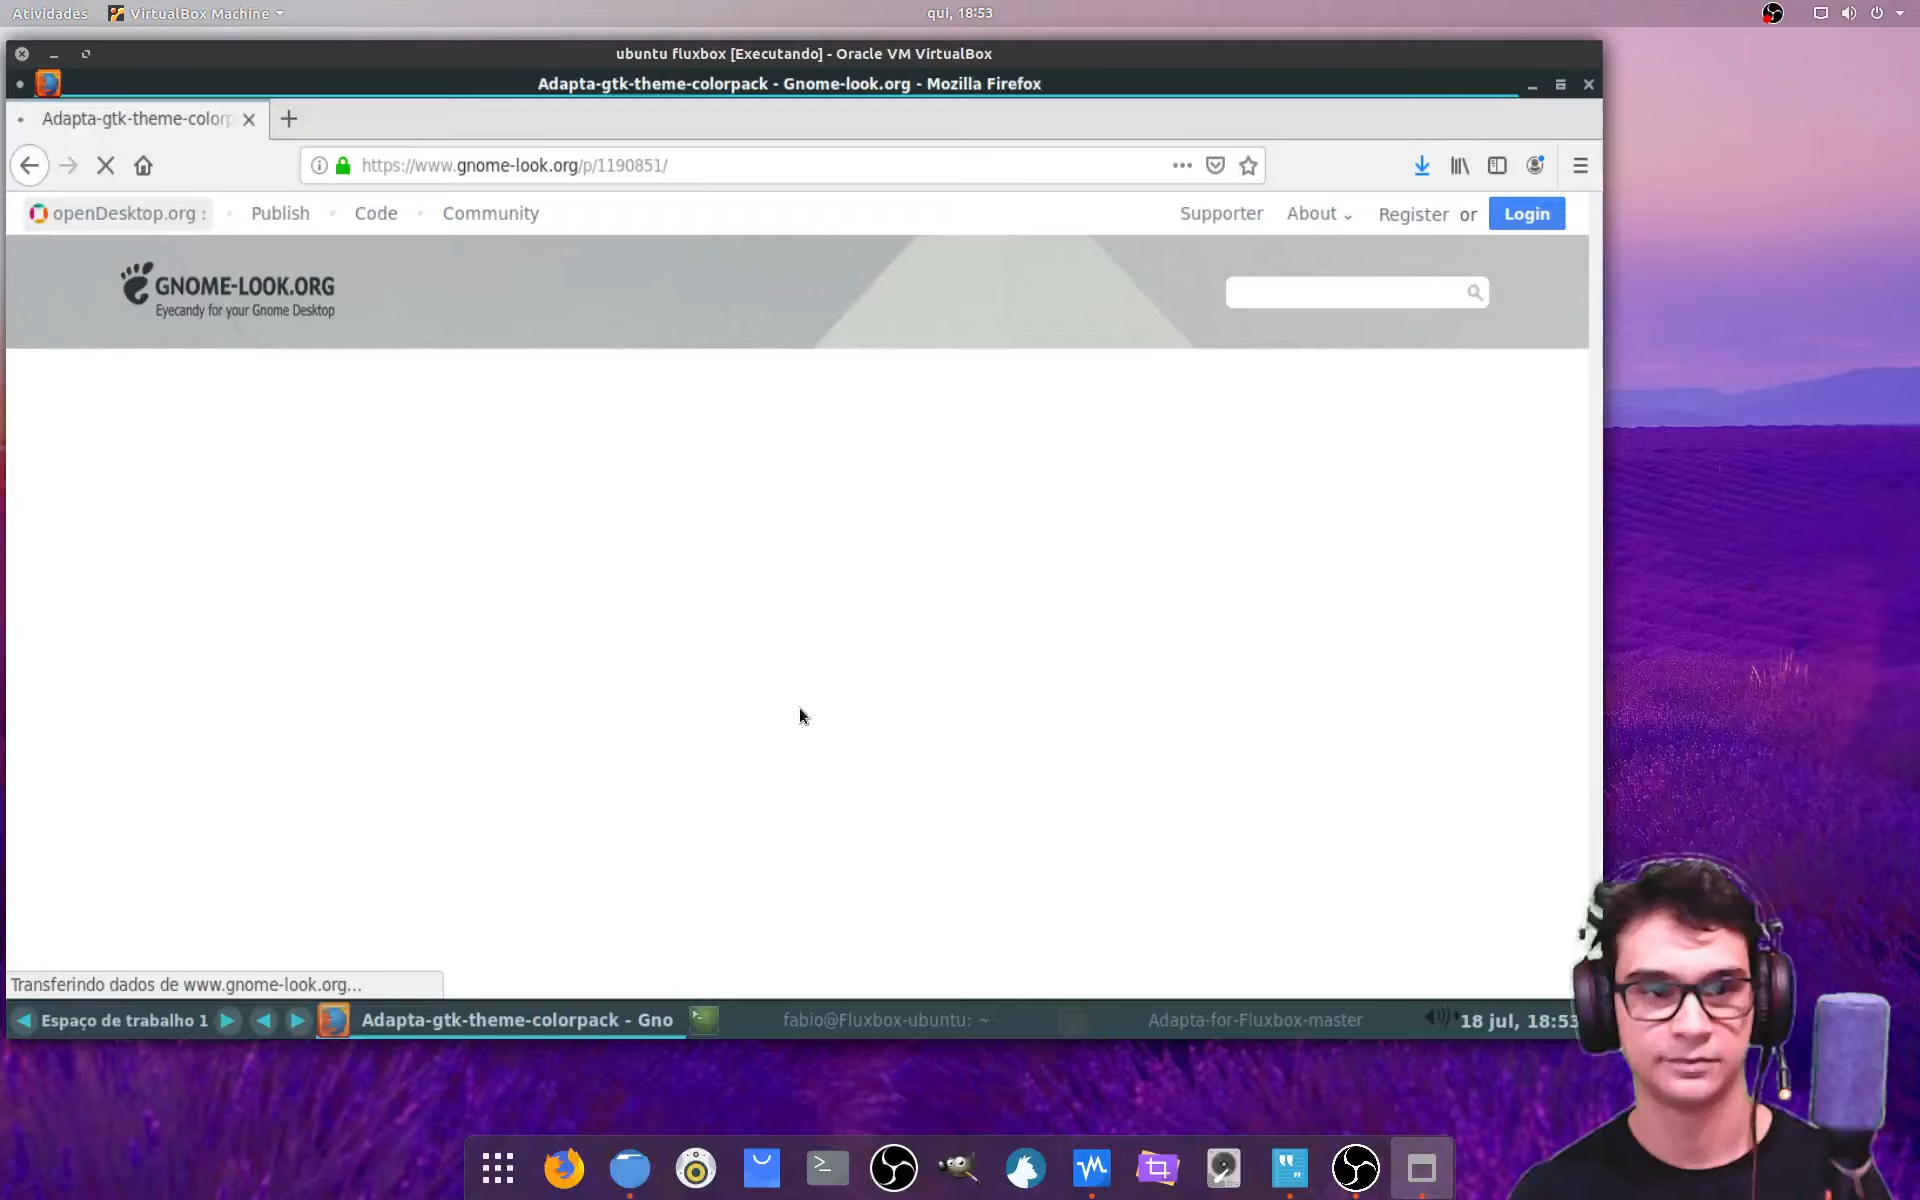 Atividades
VirtualBox Machine
qui, 18:53
ubuntu fluxbox [Executando] - Oracle VM VirtualBox
Adapta-gtk-theme-colorpack - Gnome-look.org - Mozilla Firefox
Adapta-gtk-theme-colorp
https://www.gnome-look.org/p/1190851/
openDesktop.org :
Publish
Code
Community
Supporter
About
Register or
Login
GNOME-LOOK.ORG
Eyecandy for your Gnome Desktop
Transferindo dados de www.gnome-look.org...
Espaço de trabalho 1
Adapta-gtk-theme-colorpack - Gno
fabio@Fluxbox-ubuntu: ~
Adapta-for-Fluxbox-master
18 jul, 18:53